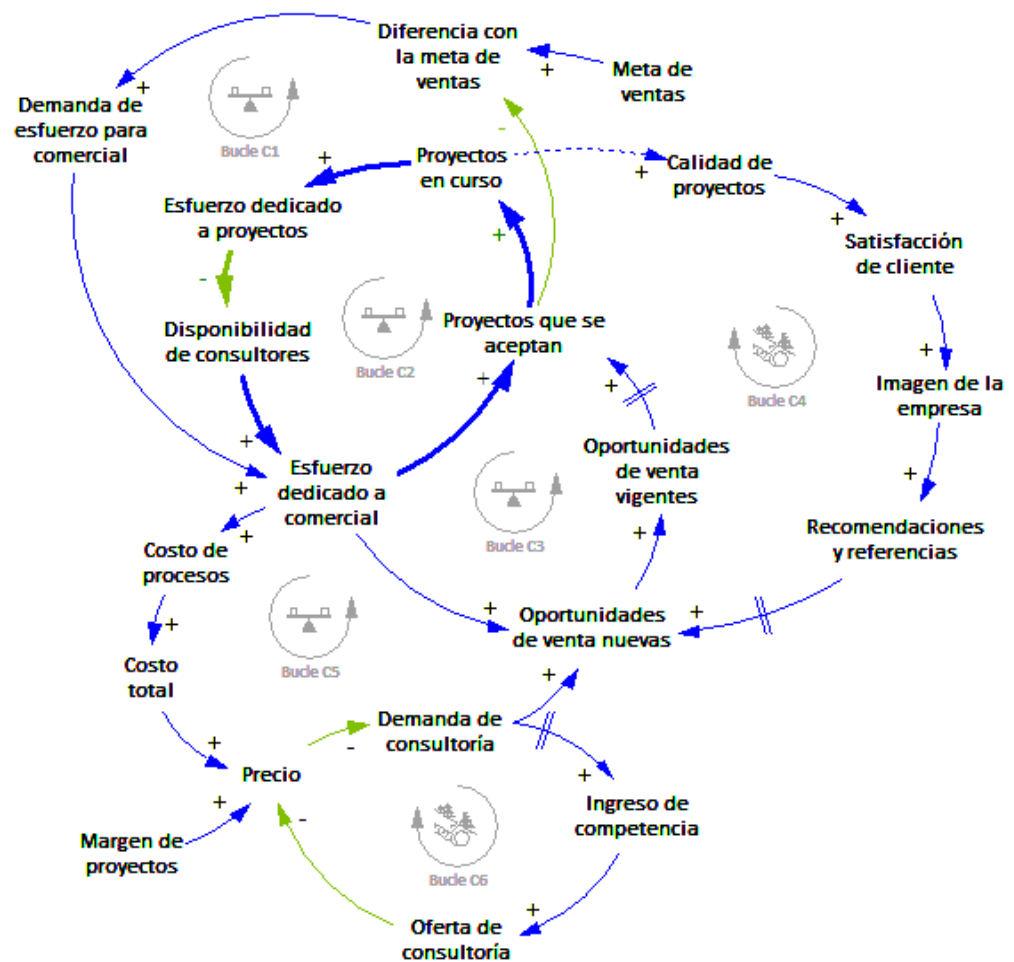 Diferencia con
la meta de
ventas
+
Meta de
ventas
+
Demanda de
esfuerzo para
comercial
Bucle C1
-
+
Proyectos
en curso
+
Calidad de
proyectos
Esfuerzo dedicado
a proyectos
+
+
Satisfacción
de cliente
-
Disponibilidad
de consultores
Bucle C2
Proyectos que se
aceptan
+
+
Bucle C4
+
Imagen de la
empresa
+
Esfuerzo
dedicado a
comercial
+
Oportunidades
de venta
vigentes
+
+
Bucle C3
+
Recomendaciones
y referencias
Costo de
procesos
+
+
Oportunidades
de venta nuevas
+
+
Bucle C5
Costo
total
+
Demanda de
consultoría
+
-
Precio
+
Ingreso de
competencia
+
-
Margen de
proyectos
Bucle C6
+
Oferta de
consultoría